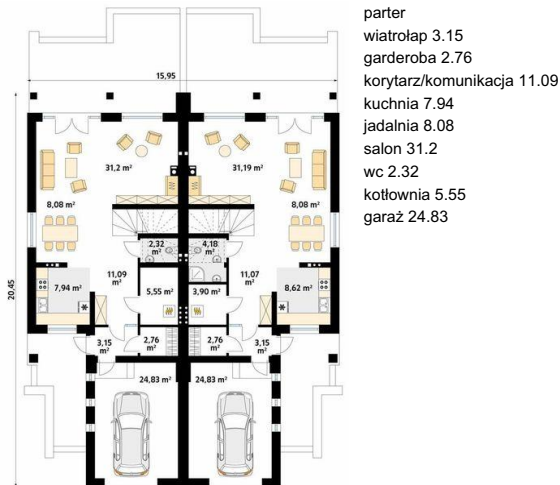 15,95
20,45
31,2 m²
31,19 m²
8,08 m²
8,08 m²
2,32
m²
4,18
m²
11,09
m²
11,07
m²
7,94 m²
8,62 m²
5,55 m²
3,90 m²
3,15
m²
2,76
m²
2,76
m²
3,15
m²
24,83 m²
24,83 m²
parter
wiatrołap 3.15
garderoba 2.76
korytarz/komunikacja 11.09
kuchnia 7.94
jadalnia 8.08
salon 31.2
wc 2.32
kotłownia 5.55
garaż 24.83